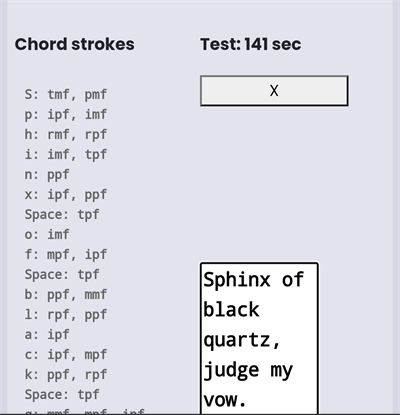 Chord strokes
S: tmf, pmf
p: ipf, imf
h: rmf, rpf
i: imf, tpf
n: ppf
x: ipf, ppf
Space: tpf
o: imf
f: mpf, ipf
Space: tpf
b: ppf, mmf
l: rpf, ppf
a: ipf
c: ipf, mpf
k: ppf, rpf
Space: tpf
Test: 141 sec
X
Sphinx of
black
quartz,
judge my
vow.